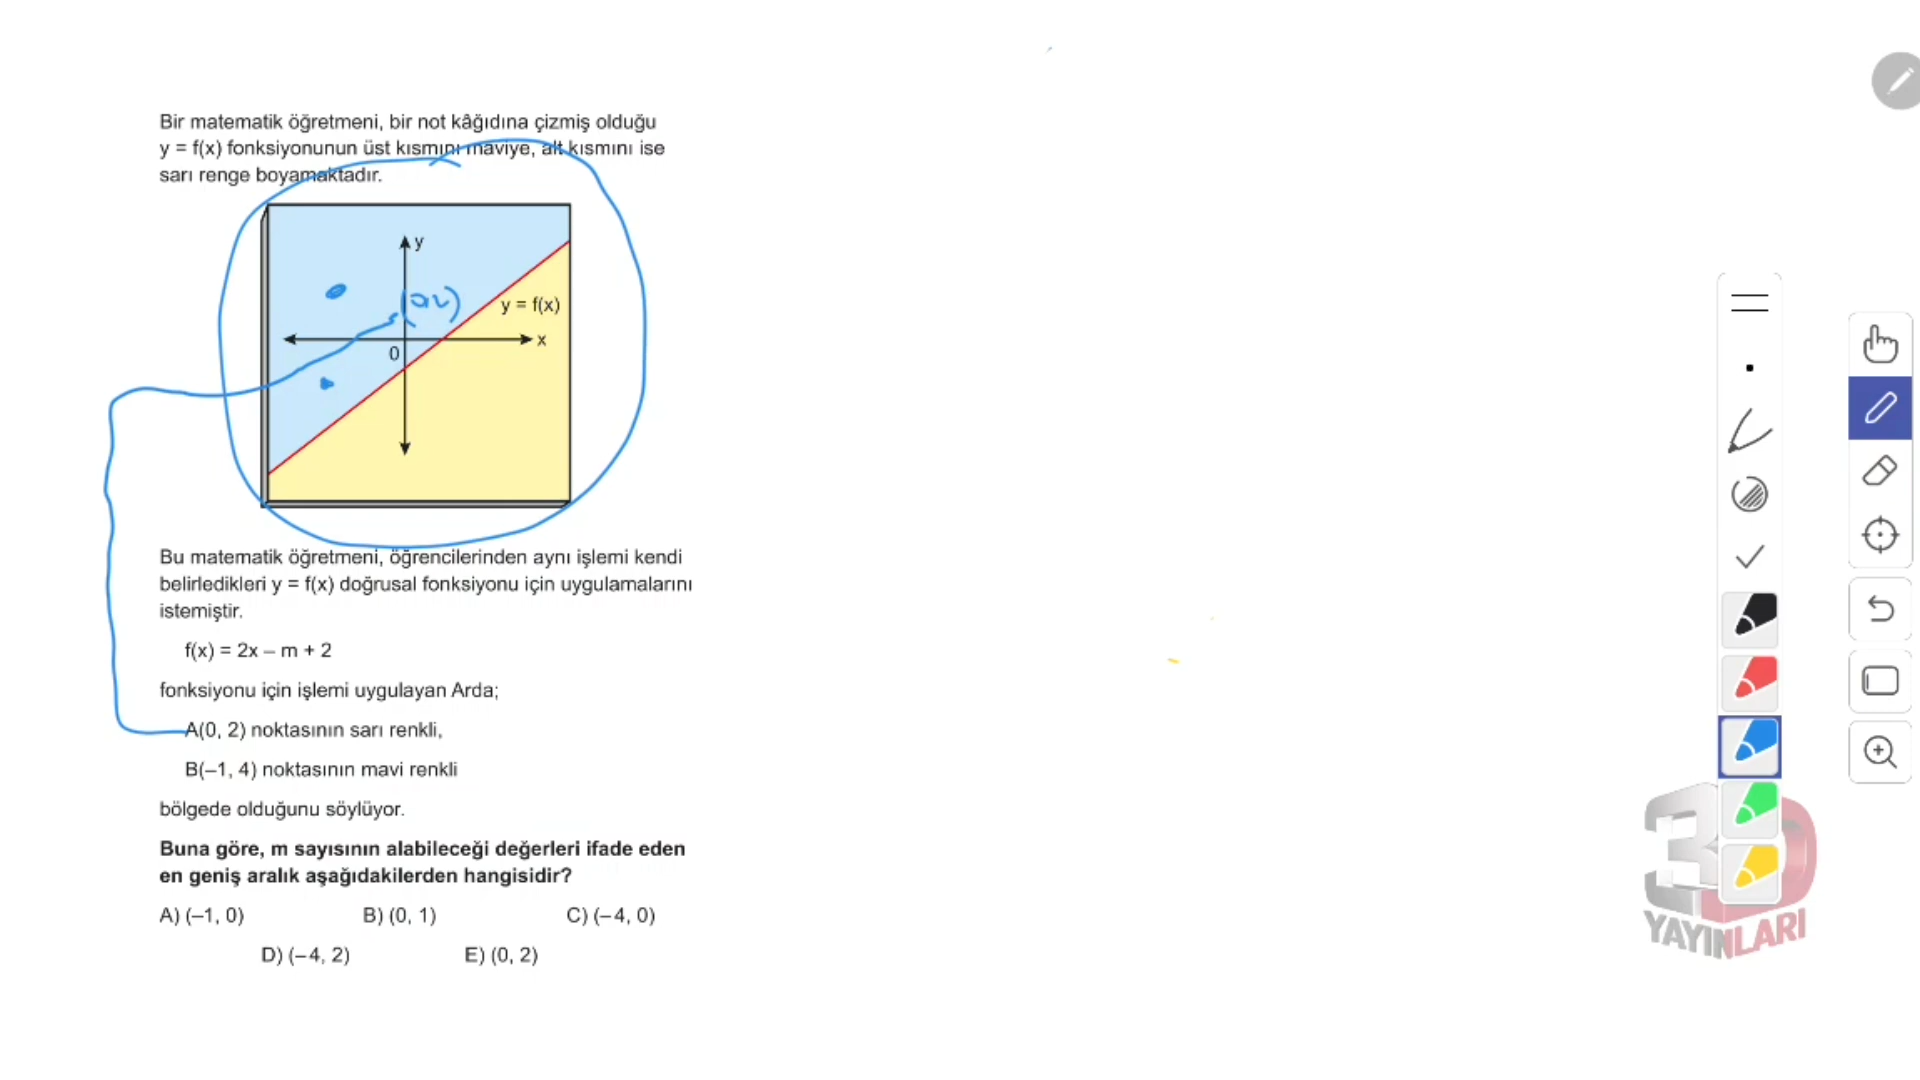 Bir matematik öğretmeni, bir not kâğıdına çizmiş olduğu
y = f(x) fonksiyonunun üst kısmını maviye, alt kısmını ise
sarı renge boyamaktadır.
y
y = f(x)
x
0
Bu matematik öğretmeni, öğrencilerinden aynı işlemi kendi
belirledikleri y = f(x) doğrusal fonksiyonu için uygulamalarını
istemiştir.
f(x) = 2x – m + 2
fonksiyonu için işlemi uygulayan Arda;
A(0, 2) noktasının sarı renkli,
B(–1, 4) noktasının mavi renkli
bölgede olduğunu söylüyor.
Buna göre, m sayısının alabileceği değerleri ifade eden
en geniş aralık aşağıdakilerden hangisidir?
A) (–1, 0) B) (0, 1) C) (–4, 0)
D) (–4, 2) E) (0, 2)
3D
YAYINLARI